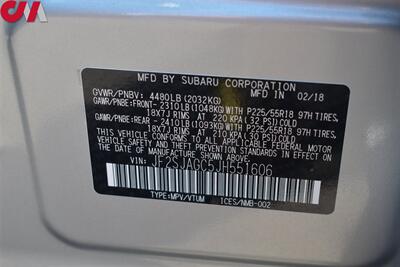 CM
MFD. BY SUBARU CORPORATION
GVWR/PNBV: 4480LB(2032KG) 02/18
GAWR/PNBE:FRONT- 2310LB(1048KG)WITH P225/55R18 97H TIRES,
18X7J RIMS AT 220 KPA(32 PSI)COLD
GAWR/PNBE:REAR - 2410LB(1093KG)WITH P225/55R18 97H TIRES,
18X7J RIMS AT 210 KPA(30 PSI)COLD
THIS VEHICLE CONFORMS TO ALL APPLICABLE FEDERAL MOTOR
VEHICLE SAFETY AND THEFT PREVENTION STANDARDS IN EFFECT
ON THE DATE OF MANUFACTURE SHOWN ABOVE.
VIN: JF2SJAGC5JH551606
TYPE:MPV/VTUM ICES/NMB-002